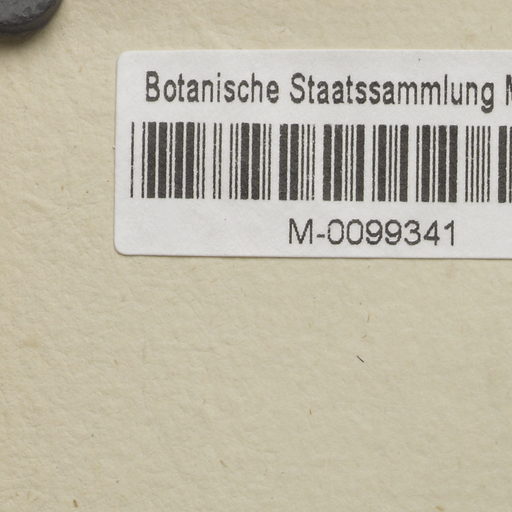 Botanische Staatssammlung
M-0099341